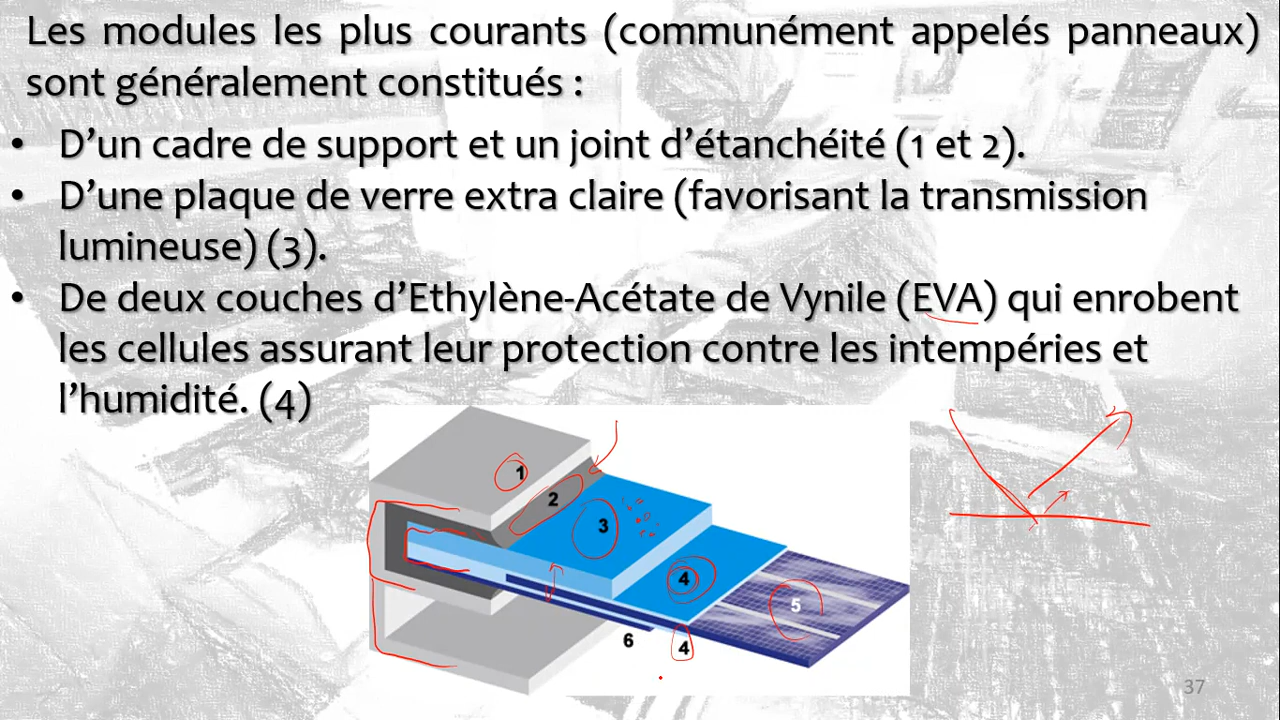 Les modules les plus courants (communément appelés panneaux)
sont généralement constitués :
• D’un cadre de support et un joint d’étanchéité (1 et 2).
• D’une plaque de verre extra claire (favorisant la transmission
lumineuse) (3).
• De deux couches d’Ethylène-Acétate de Vynile (EVA) qui enrobent
les cellules assurant leur protection contre les intempéries et
l’humidité. (4)
1
2
3
4
5
6
4
37